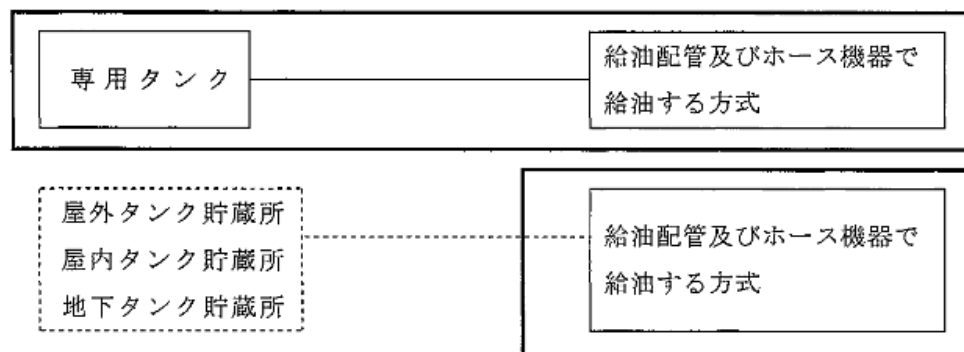 専用タンク
給油配管及びホース機器で
給油する方式
屋外タンク貯蔵所
屋内タンク貯蔵所
地下タンク貯蔵所
給油配管及びホース機器で
給油する方式